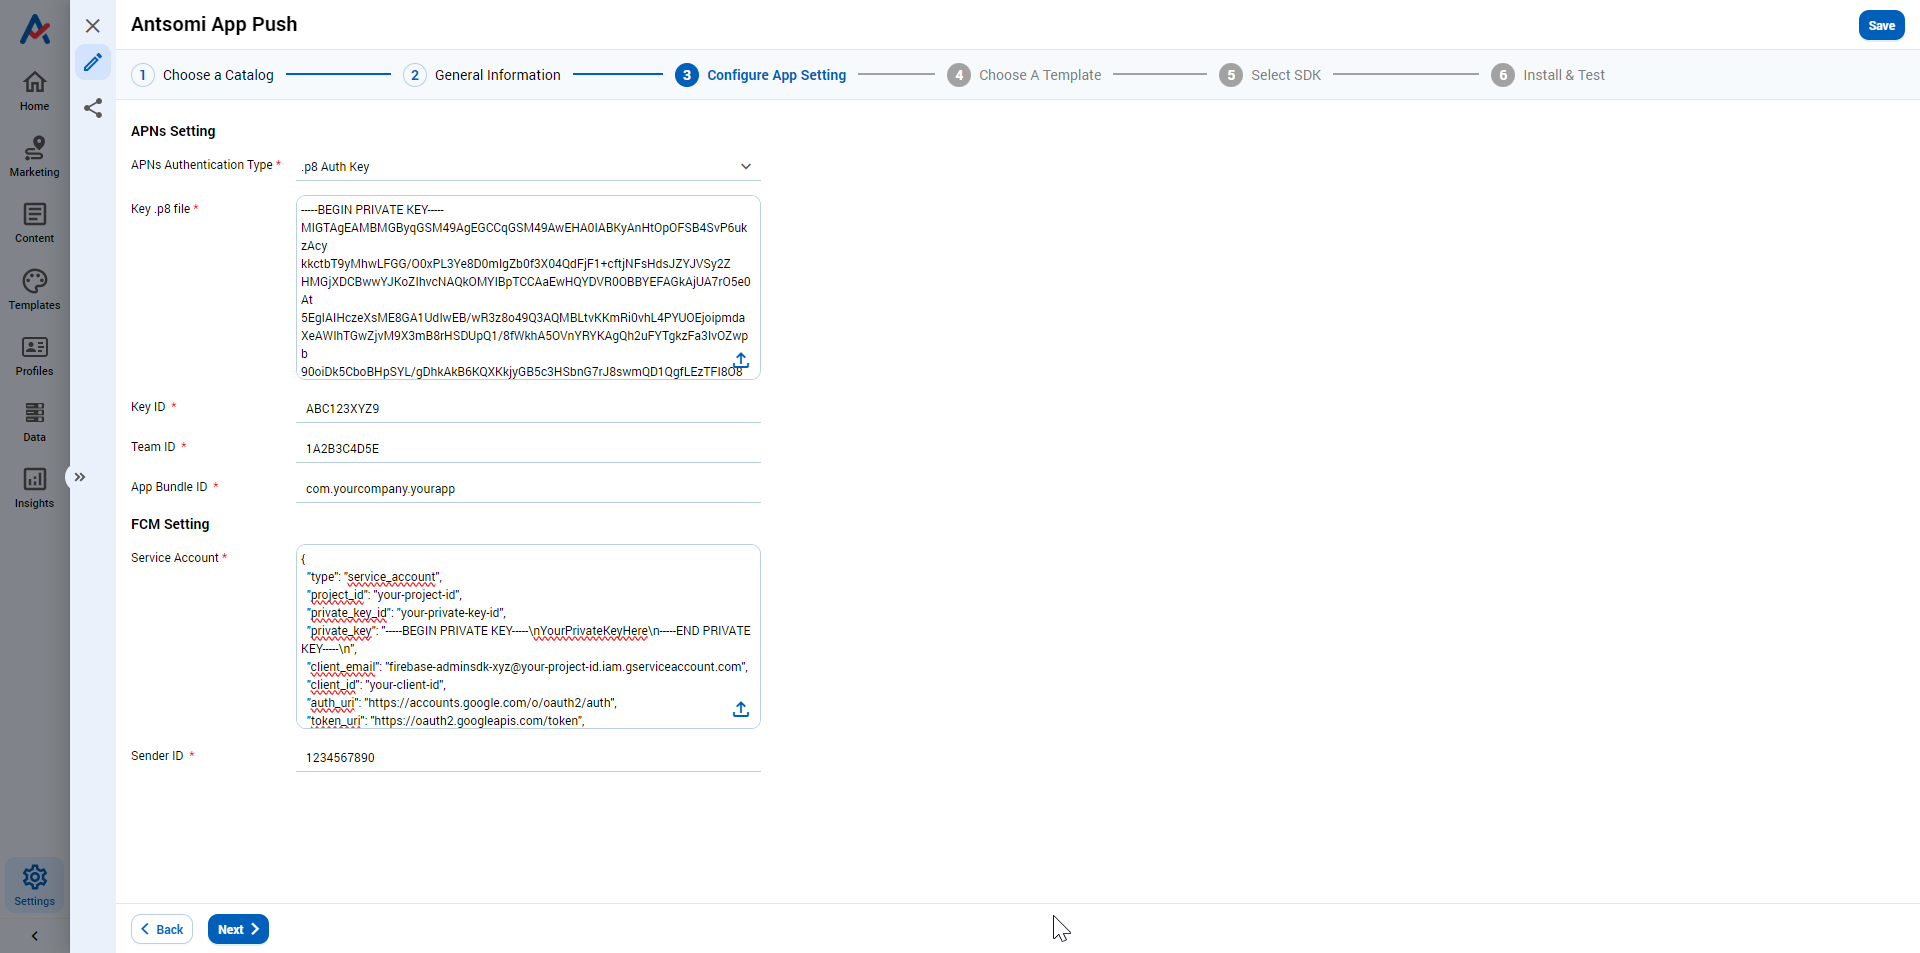 Antsomi App Push
Save
1 Choose a Catalog
2 General Information
3 Configure App Setting
4 Choose A Template
5 Select SDK
6 Install & Test
Home
Marketing
Content
Templates
Profiles
Data
Insights
Settings
APNs Setting
APNs Authentication Type *
.p8 Auth Key
Key .p8 file *
-----BEGIN PRIVATE KEY-----
MIGTAgEAMBMGByqGSM49AgEGCCqGSM49AwEHA0IABKyAnHtOpOFSB4SvP6uk
zAcy
kkctbT9yMhwLFGG/O0xPL3Ye8D0mIgZb0f3X04QdFjF1+cftjNFsHdsJZYJVSy2Z
HMGjXDCBwwYJKoZIhvcNAQkOMYIBpTCCAaEwHQYDVR0OBBYEFAGkAjUA7rO5e0
At
5EgIAIHczeXsME8GA1UdIwEB/wR3z8o49Q3AQMBLtvKKmRi0vhL4PYUOEjoipmda
XeAWIhTGwZjvM9X3mB8rHSDUpQ1/8fWkhA5OVnYRYKAgQh2uFYTgkzFa3IvOZwp
b
90oiDk5CboBHpSYL/gDhkAkB6KQXKkjyGB5c3HSbnG7rJ8swmQD1QgfLEzTFI8O8
Key ID *
ABC123XYZ9
Team ID *
1A2B3C4D5E
App Bundle ID *
com.yourcompany.yourapp
FCM Setting
Service Account *
{
"type": "service_account",
"project_id": "your-project-id",
"private_key_id": "your-private-key-id",
"private_key": "-----BEGIN PRIVATE KEY-----\nYourPrivateKeyHere\n-----END PRIVATE
KEY-----\n",
"client_email": "firebase-adminsdk-xyz@your-project-id.iam.gserviceaccount.com",
"client_id": "your-client-id",
"auth_uri": "https://accounts.google.com/o/oauth2/auth",
"token_uri": "https://oauth2.googleapis.com/token",
Sender ID *
1234567890
Back
Next